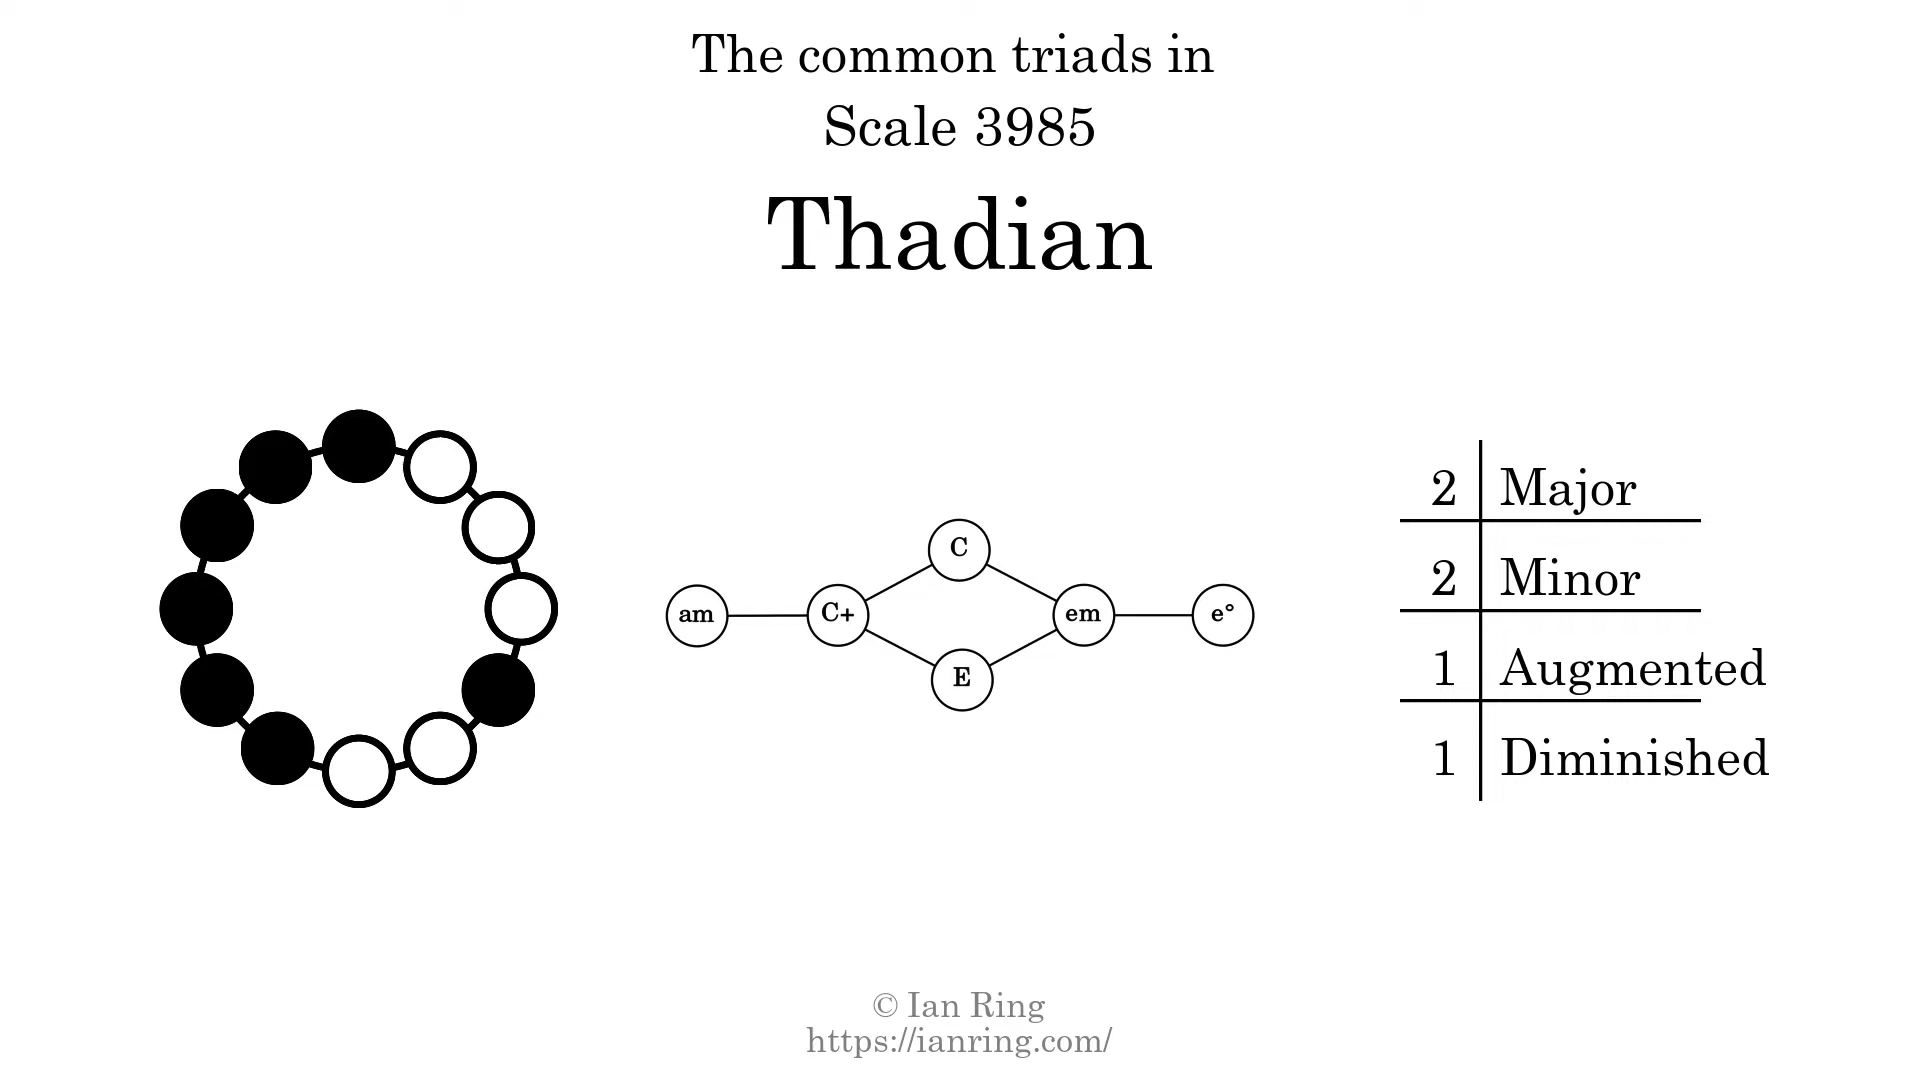 The common triads in
Scale 3985
Thadian
C
am
C+
em
e°
E
2 Major
2 Minor
1 Augmented
1 Diminished
© Ian Ring
https://ianring.com/